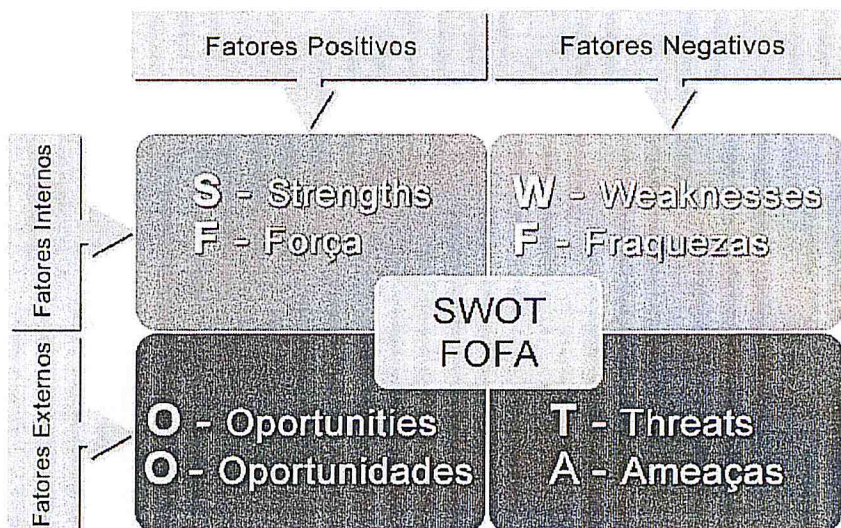 Fatores Positivos
Fatores Negativos
Fatores Internos
S - Strengths
F - Força
W - Weaknesses
F - Fraquezas
SWOT
FOFA
Fatores Externos
O - Oportunities
O - Oportunidades
T - Threats
A - Ameaças